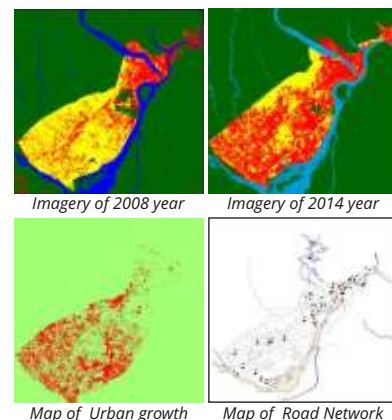 Imagery of 2008 year
Imagery of 2014 year
Map of Urban growth
Map of Road Network